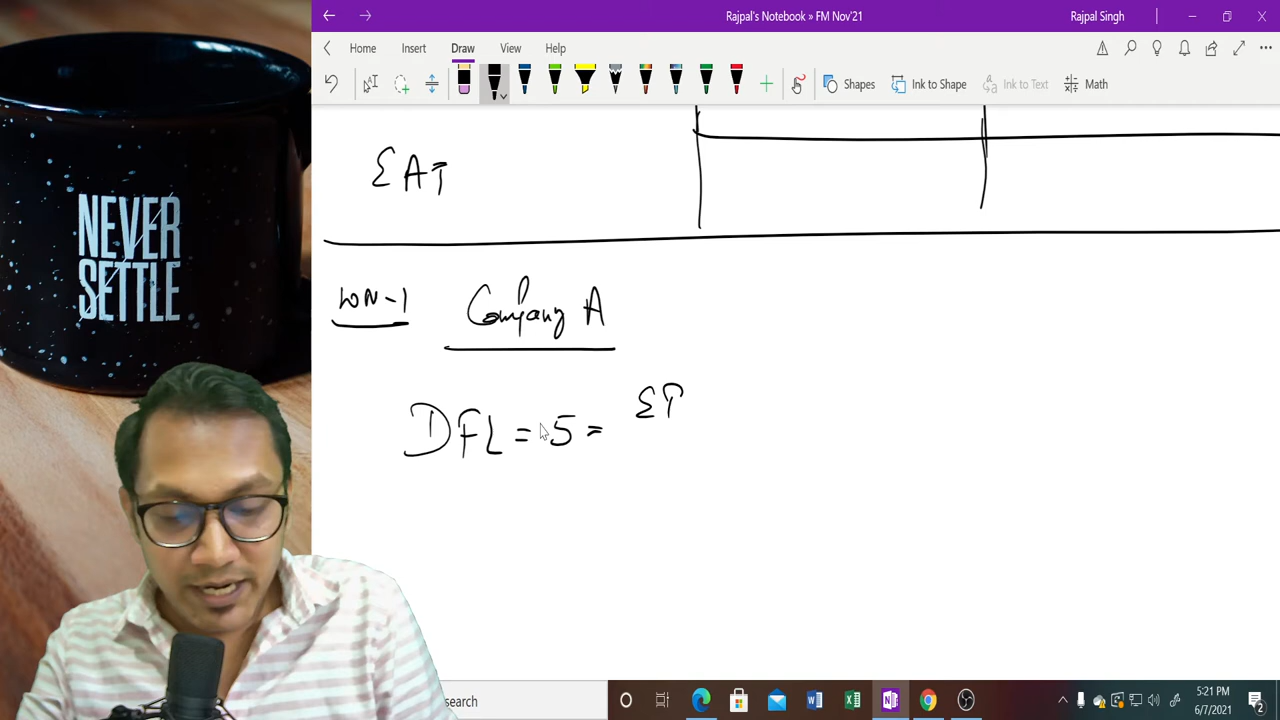 Rajpal's Notebook » FM Nov'21
Rajpal Singh
Home Insert Draw View Help
Shapes Ink to Shape Ink to Text Math
NEVER
SETTLE
EAT
WN-1 Company A
DFL = 5 =
search
5:21 PM
6/7/2021
2